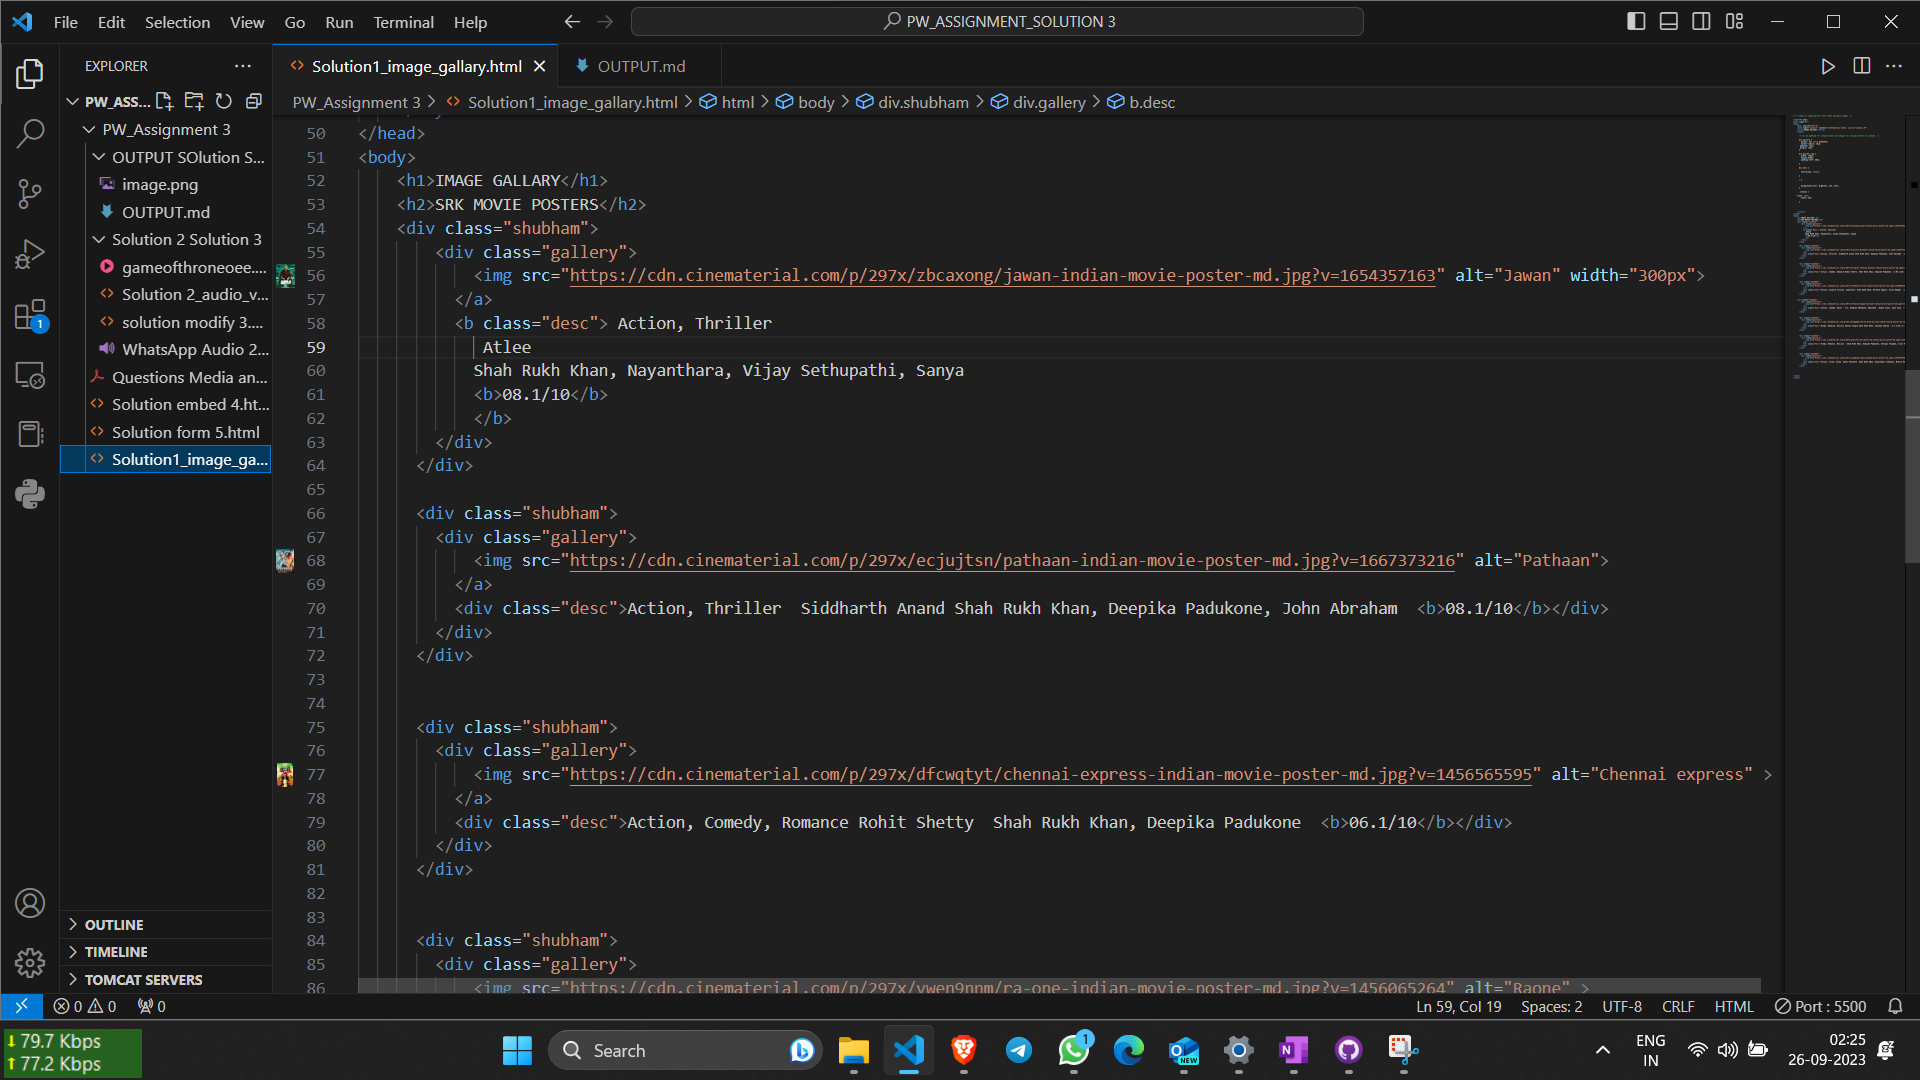 File Edit Selection View Go Run Terminal Help
PW_ASSIGNMENT_SOLUTION 3
EXPLORER
PW_ASS...
PW_Assignment 3
OUTPUT SOlution S...
image.png
OUTPUT.md
Solution 2 Solution 3
gameofthroneoee....
Solution 2_audio_v...
solution modify 3....
WhatsApp Audio 2...
Questions Media an...
Solution embed 4.ht...
Solution form 5.html
Solution1_image_ga...
OUTLINE
TIMELINE
TOMCAT SERVERS
Solution1_image_gallary.html
OUTPUT.md
PW_Assignment 3 > Solution1_image_gallary.html > html > body > div.shubham > div.gallery > b.desc
50 </head>
51 <body>
52 <h1>IMAGE GALLARY</h1>
53 <h2>SRK MOVIE POSTERS</h2>
54 <div class="shubham">
55 <div class="gallery">
56 <img src="https://cdn.cinematerial.com/p/297x/zbcaxong/jawan-indian-movie-poster-md.jpg?v=1654357163" alt="Jawan" width="300px">
57 </a>
58 <b class="desc"> Action, Thriller
59 Atlee
60 Shah Rukh Khan, Nayanthara, Vijay Sethupathi, Sanya
61 <b>08.1/10</b>
62 </b>
63 </div>
64 </div>
65
66 <div class="shubham">
67 <div class="gallery">
68 <img src="https://cdn.cinematerial.com/p/297x/ecjujtsn/pathaan-indian-movie-poster-md.jpg?v=1667373216" alt="Pathaan">
69 </a>
70 <div class="desc">Action, Thriller  Siddharth Anand Shah Rukh Khan, Deepika Padukone, John Abraham  <b>08.1/10</b></div>
71 </div>
72 </div>
73
74
75 <div class="shubham">
76 <div class="gallery">
77 <img src="https://cdn.cinematerial.com/p/297x/dfcwqtyt/chennai-express-indian-movie-poster-md.jpg?v=1456565595" alt="Chennai express" >
78 </a>
79 <div class="desc">Action, Comedy, Romance Rohit Shetty  Shah Rukh Khan, Deepika Padukone  <b>06.1/10</b></div>
80 </div>
81 </div>
82
83
84 <div class="shubham">
85 <div class="gallery">
86 <img src="https://cdn.cinematerial.com/p/297x/vwen9nnm/ra-one-indian-movie-poster-md.jpg?v=1456065264" alt="Raone" >
0 0 0
Ln 59, Col 19 Spaces: 2 UTF-8 CRLF HTML Port : 5500
79.7 Kbps
77.2 Kbps
Search
1
1
NEW
ENG
IN
02:25
26-09-2023